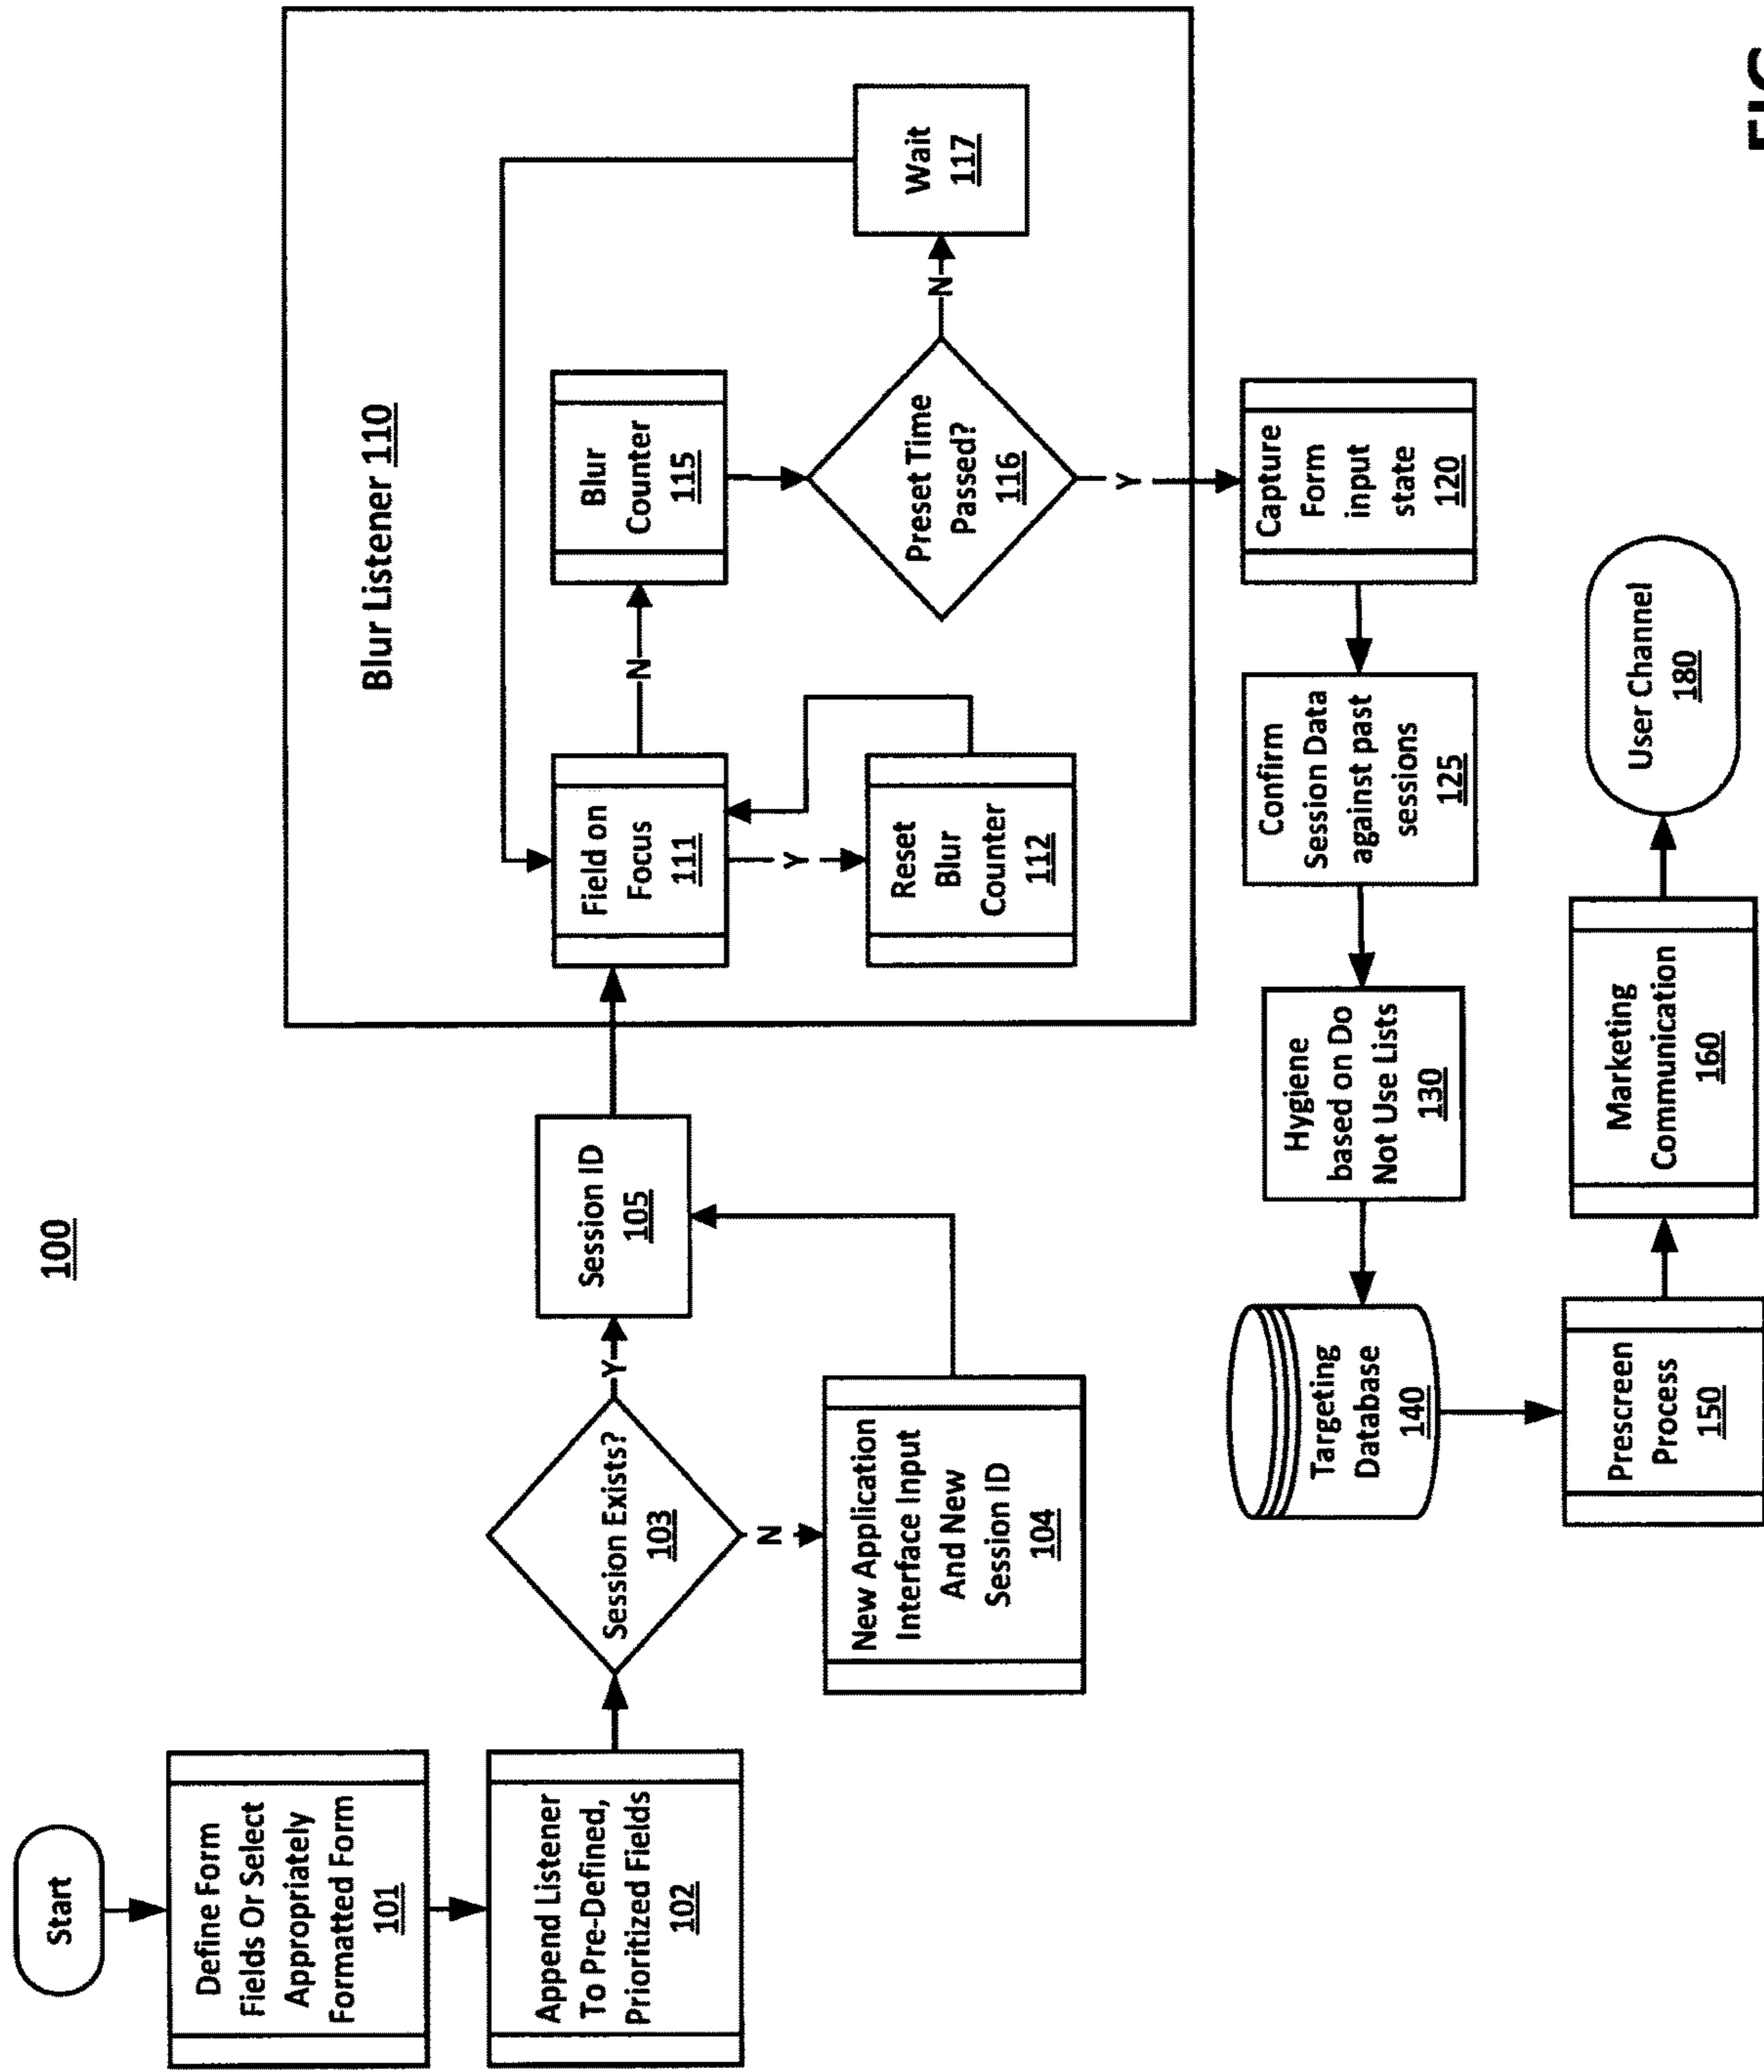 100
Start
Define Form
Fields Or Select
Appropriately
Formatted Form
101
Append Listener
To Pre-Defined,
Prioritized Fields
102
Session Exists?
103
Y
N
New Application
Interface Input
And New
Session ID
104
Session ID
105
Blur Listener 110
Field on
Focus
111
Y
N
Reset
Blur
Counter
112
Blur
Counter
115
Preset Time
Passed?
116
N
Y
Wait
117
Capture
Form
input
state
120
Confirm
Session Data
against past
sessions
125
Hygiene
based on Do
Not Use Lists
130
Targeting
Database
140
Prescreen
Process
150
Marketing
Communication
160
User Channel
180